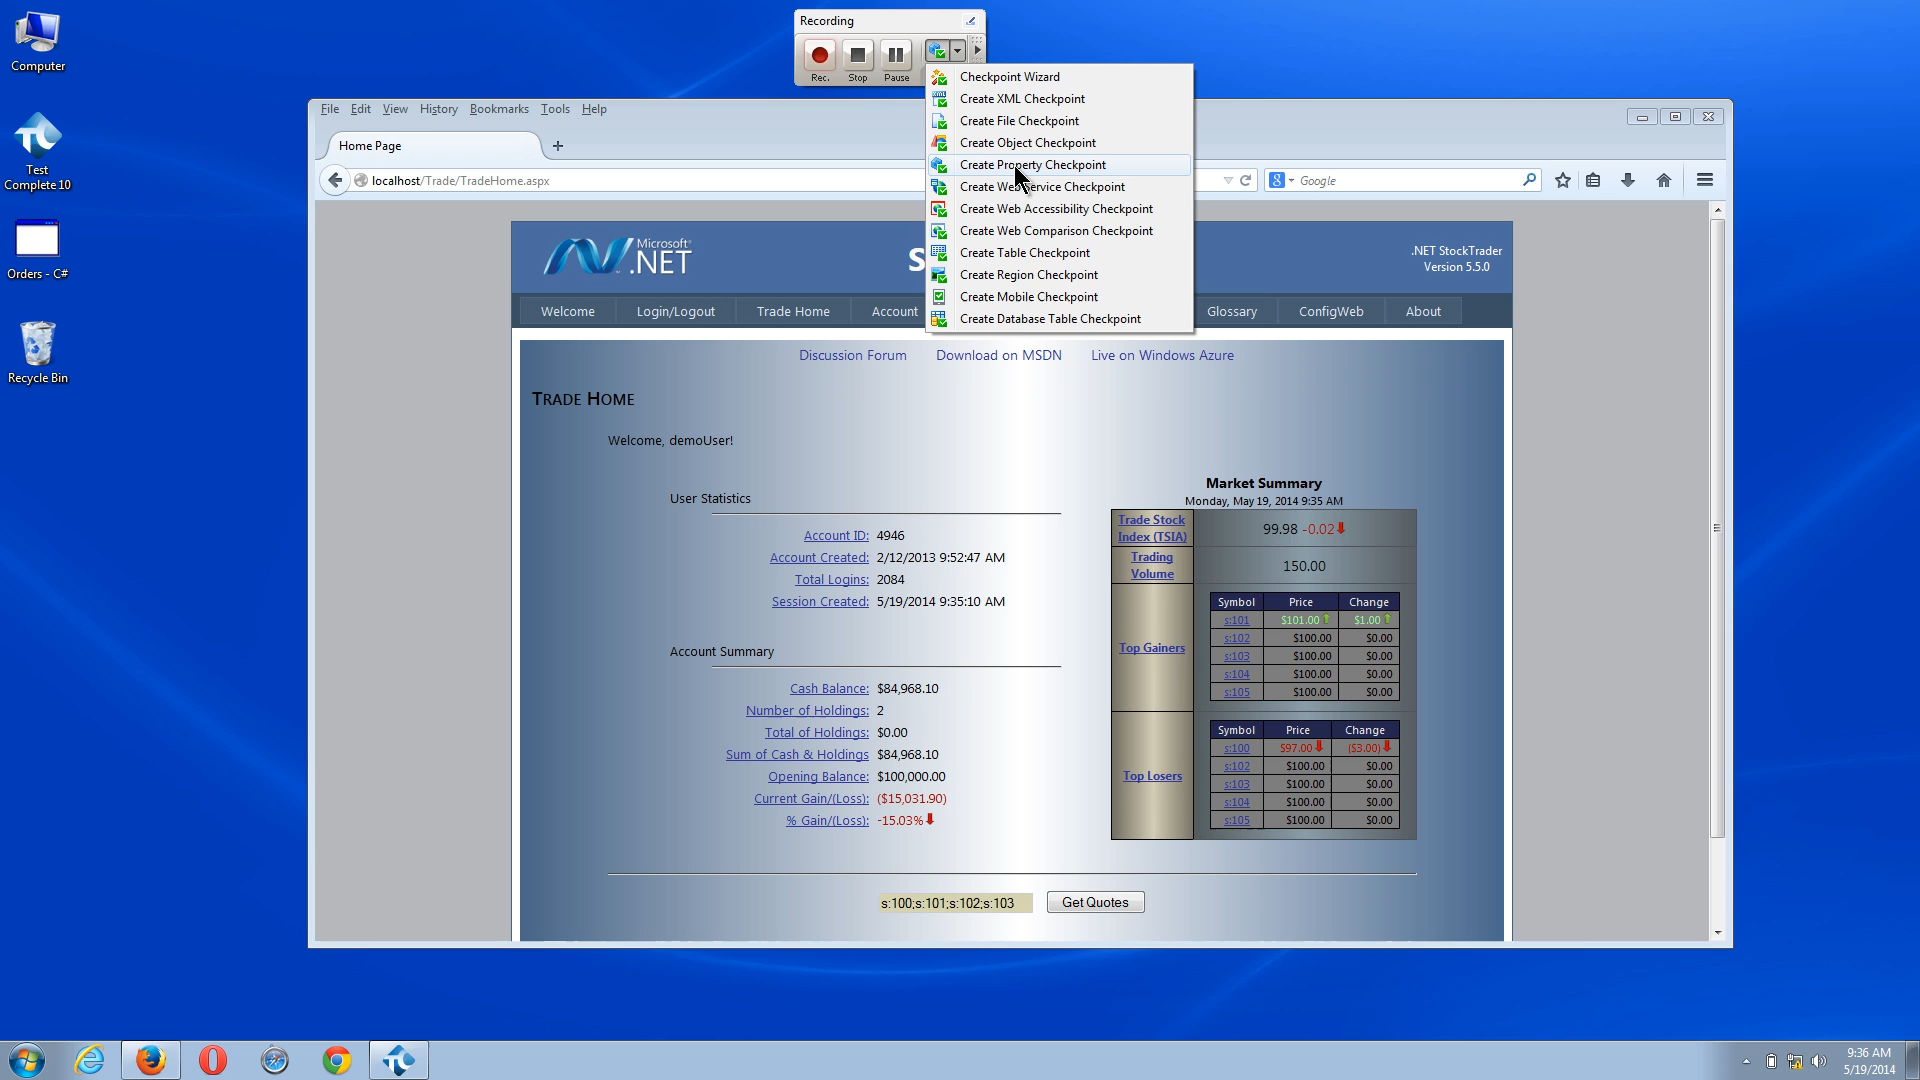 Computer
Test
Complete 10
Orders - C#
Recycle Bin
Recording
Rec.
Stop
Pause
Checkpoint Wizard
Create XML Checkpoint
Create File Checkpoint
Create Object Checkpoint
Create Property Checkpoint
Create Web Service Checkpoint
Create Web Accessibility Checkpoint
Create Web Comparison Checkpoint
Create Table Checkpoint
Create Region Checkpoint
Create Mobile Checkpoint
Create Database Table Checkpoint
File Edit View History Bookmarks Tools Help
Home Page
localhost/Trade/TradeHome.aspx
Google
Microsoft
.NET
S
.NET StockTrader
Version 5.5.0
Welcome Login/Logout Trade Home Account Glossary ConfigWeb About
Discussion Forum Download on MSDN Live on Windows Azure
TRADE HOME
Welcome, demoUser!
User Statistics
Account ID: 4946
Account Created: 2/12/2013 9:52:47 AM
Total Logins: 2084
Session Created: 5/19/2014 9:35:10 AM
Account Summary
Cash Balance: $84,968.10
Number of Holdings: 2
Total of Holdings: $0.00
Sum of Cash & Holdings $84,968.10
Opening Balance: $100,000.00
Current Gain/(Loss): ($15,031.90)
% Gain/(Loss): -15.03%
Market Summary
Monday, May 19, 2014 9:35 AM
Trade Stock
Index (TSIA)
99.98 -0.02
Trading
Volume
150.00
Top Gainers
Symbol Price Change
s:101 $101.00 $1.00
s:102 $100.00 $0.00
s:103 $100.00 $0.00
s:104 $100.00 $0.00
s:105 $100.00 $0.00
Top Losers
Symbol Price Change
s:100 $97.00 ($3.00)
s:102 $100.00 $0.00
s:103 $100.00 $0.00
s:104 $100.00 $0.00
s:105 $100.00 $0.00
s:100;s:101;s:102;s:103
Get Quotes
9:36 AM
5/19/2014